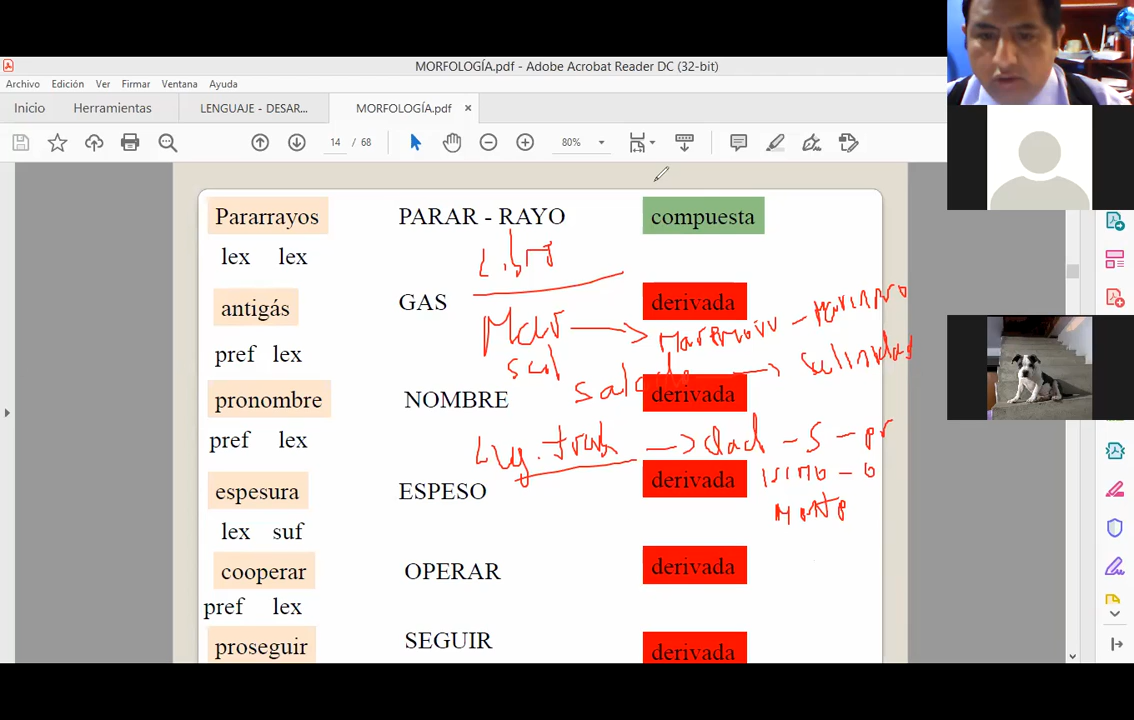 MORFOLOGÍA.pdf - Adobe Acrobat Reader DC (32-bit)
Archivo Edición Ver Firmar Ventana Ayuda
Inicio Herramientas LENGUAJE - DESAR... MORFOLOGÍA.pdf ×
14 / 68 80%
Pararrayos PARAR - RAYO compuesta
lex lex
antigás GAS derivada
pref lex
sal
salado
pronombre NOMBRE derivada
pref lex
espesura ESPESO derivada
lex suf
cooperar OPERAR derivada
pref lex
proseguir SEGUIR derivada